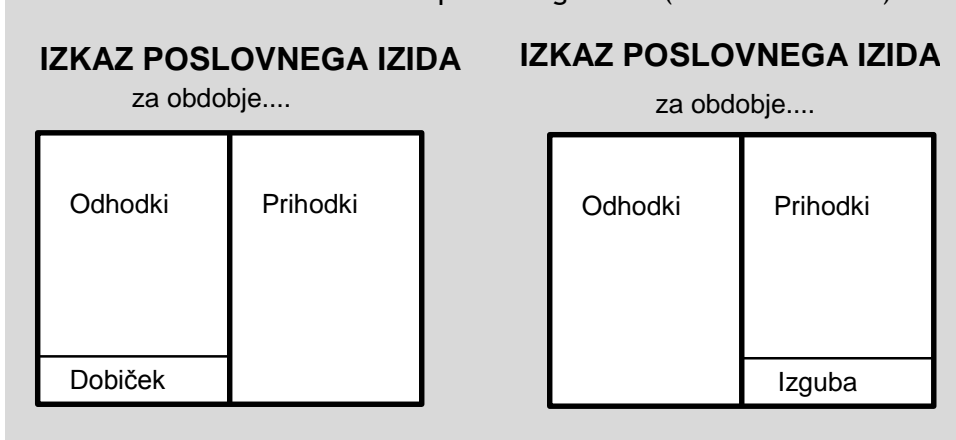 IZKAZ POSLOVNEGA IZIDA
za obdobje....
Odhodki
Prihodki
Dobiček
IZKAZ POSLOVNEGA IZIDA
za obdobje....
Odhodki
Prihodki
Izguba